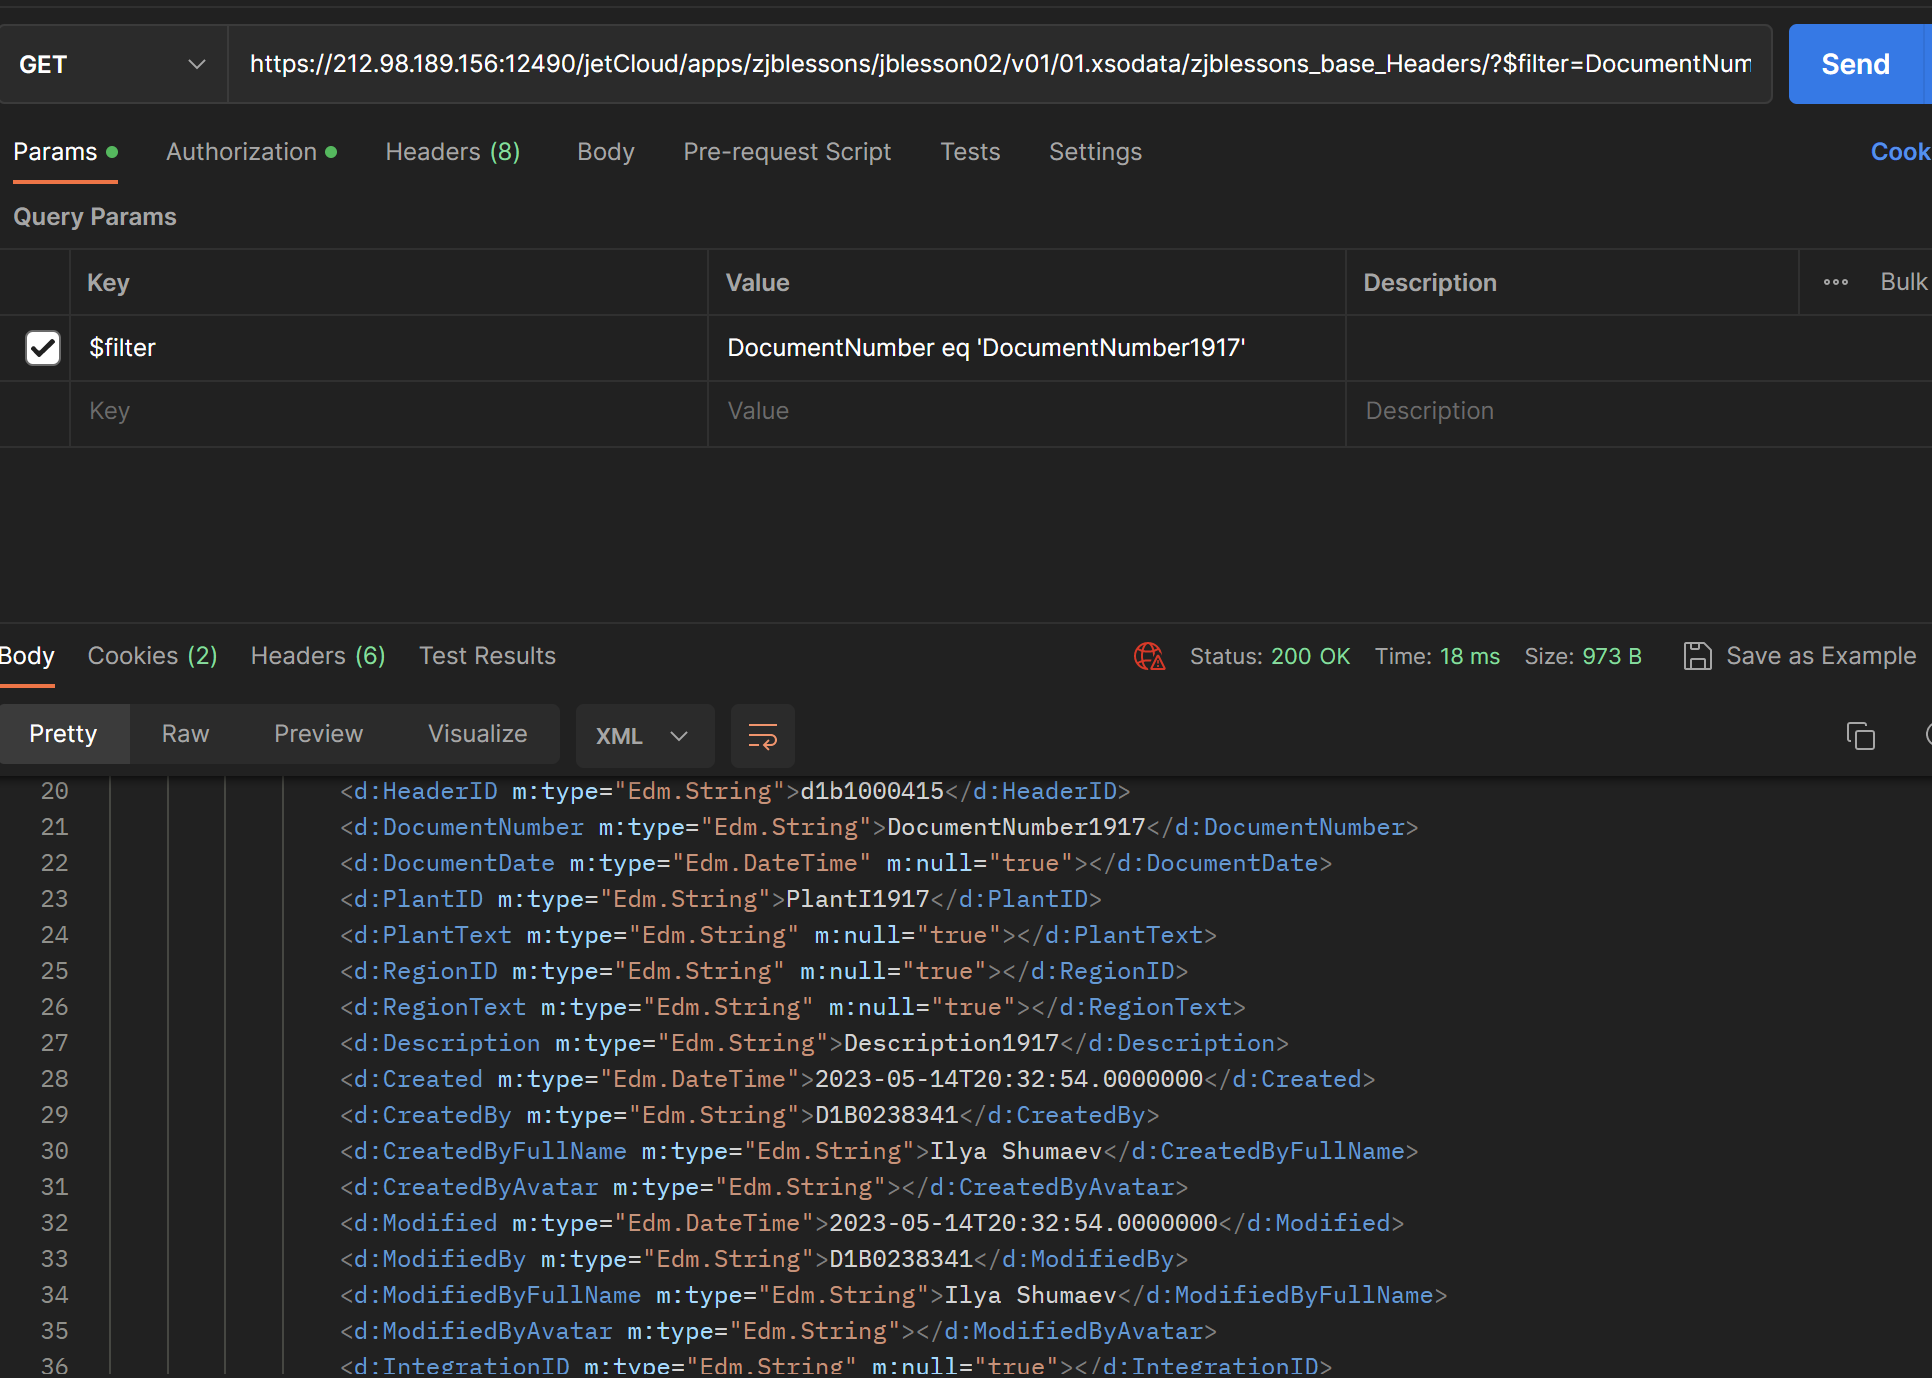 GET
https://212.98.189.156:12490/jetCloud/apps/zjblessons/jblesson02/v01/01.xsodata/zjblessons_base_Headers/?$filter=DocumentNum
Send
Params Authorization Headers (8) Body Pre-request Script Tests Settings Cook
Query Params
Key Value Description Bulk
$filter DocumentNumber eq 'DocumentNumber1917'
Key Value Description
Body Cookies (2) Headers (6) Test Results Status: 200 OK Time: 18 ms Size: 973 B Save as Example
Pretty Raw Preview Visualize XML
20 <d:HeaderID m:type="Edm.String">d1b1000415</d:HeaderID>
21 <d:DocumentNumber m:type="Edm.String">DocumentNumber1917</d:DocumentNumber>
22 <d:DocumentDate m:type="Edm.DateTime" m:null="true"></d:DocumentDate>
23 <d:PlantID m:type="Edm.String">PlantI1917</d:PlantID>
24 <d:PlantText m:type="Edm.String" m:null="true"></d:PlantText>
25 <d:RegionID m:type="Edm.String" m:null="true"></d:RegionID>
26 <d:RegionText m:type="Edm.String" m:null="true"></d:RegionText>
27 <d:Description m:type="Edm.String">Description1917</d:Description>
28 <d:Created m:type="Edm.DateTime">2023-05-14T20:32:54.0000000</d:Created>
29 <d:CreatedBy m:type="Edm.String">D1B0238341</d:CreatedBy>
30 <d:CreatedByFullName m:type="Edm.String">Ilya Shumaev</d:CreatedByFullName>
31 <d:CreatedByAvatar m:type="Edm.String"></d:CreatedByAvatar>
32 <d:Modified m:type="Edm.DateTime">2023-05-14T20:32:54.0000000</d:Modified>
33 <d:ModifiedBy m:type="Edm.String">D1B0238341</d:ModifiedBy>
34 <d:ModifiedByFullName m:type="Edm.String">Ilya Shumaev</d:ModifiedByFullName>
35 <d:ModifiedByAvatar m:type="Edm.String"></d:ModifiedByAvatar>
36 <d:IntegrationID m:type="Edm.String" m:null="true"></d:IntegrationID>